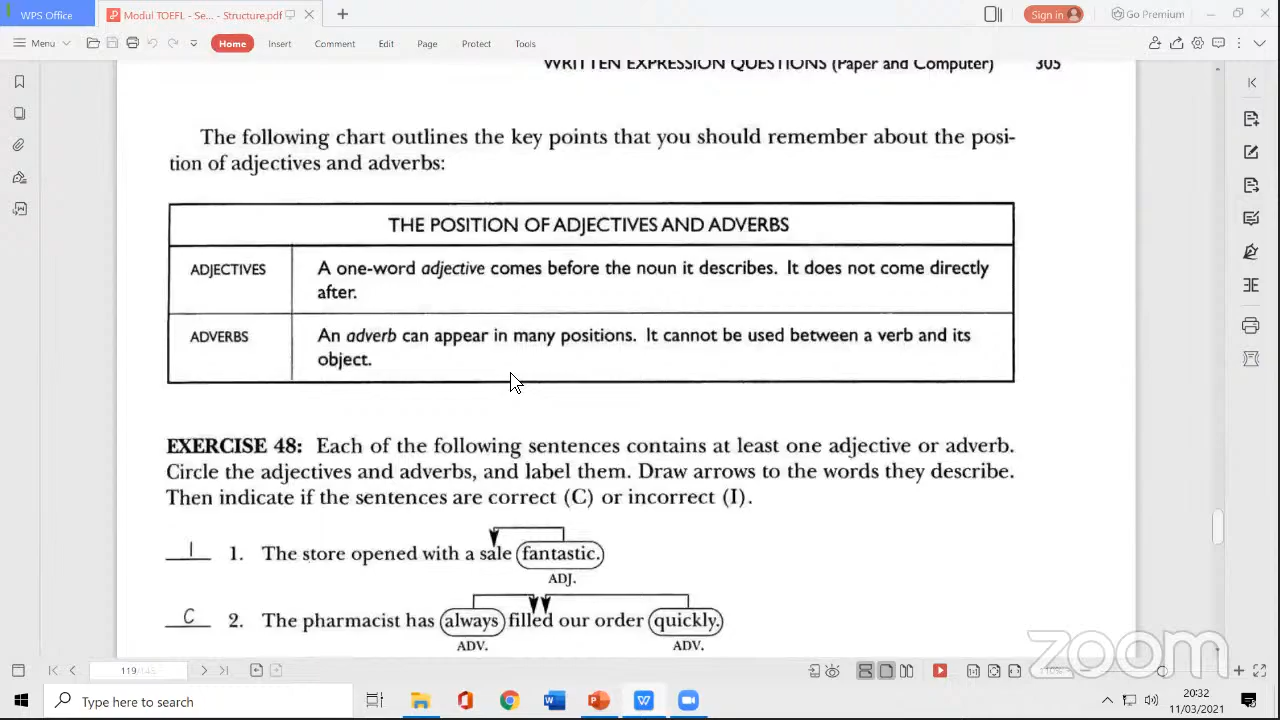 WPS Office
Modul TOEFL - Se... - Structure.pdf
Sign in
Go Premium
Menu
Home
Insert
Comment
Edit
Page
Protect
Tools
WRITTEN EXPRESSION QUESTIONS (Paper and Computer) 305
The following chart outlines the key points that you should remember about the posi-
tion of adjectives and adverbs:
THE POSITION OF ADJECTIVES AND ADVERBS
ADJECTIVES
A one-word adjective comes before the noun it describes. It does not come directly
after.
ADVERBS
An adverb can appear in many positions. It cannot be used between a verb and its
object.
EXERCISE 48: Each of the following sentences contains at least one adjective or adverb.
Circle the adjectives and adverbs, and label them. Draw arrows to the words they describe.
Then indicate if the sentences are correct (C) or incorrect (I).
I 1. The store opened with a sale fantastic.
ADJ.
C 2. The pharmacist has always filled our order quickly.
ADV. ADV.
zoom
119/145
110%
Type here to search
20:32
11/03/2021